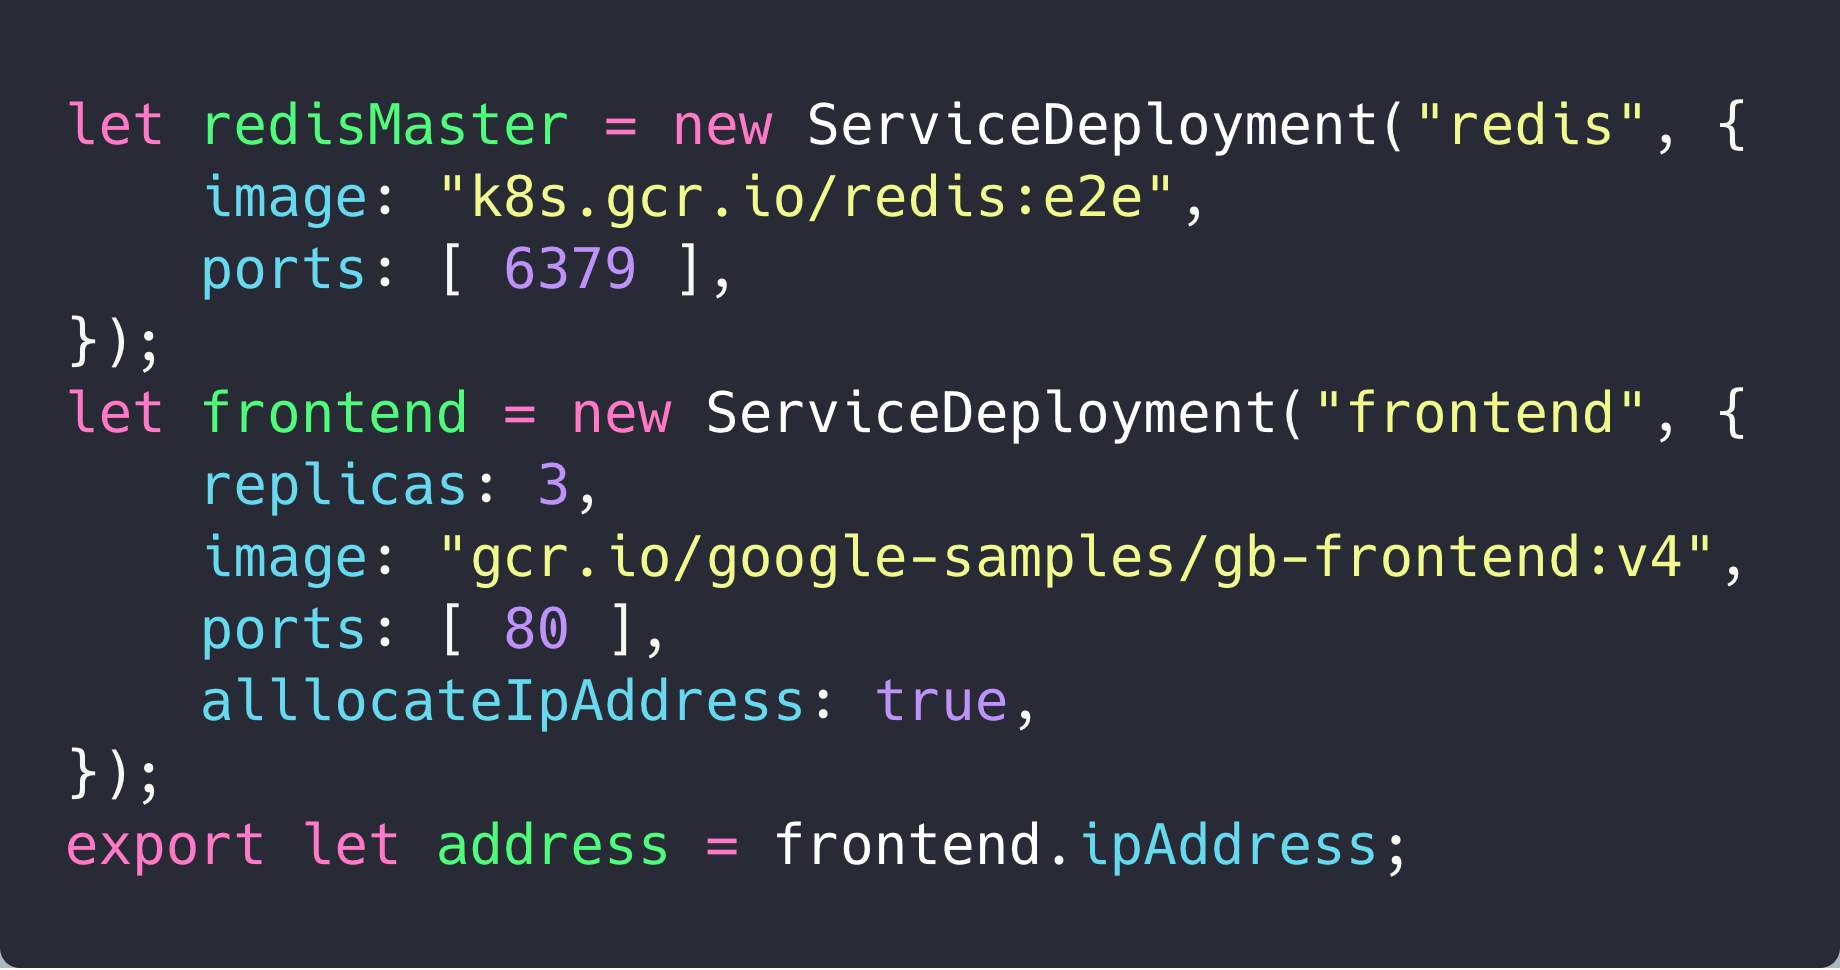 let redisMaster = new ServiceDeployment("redis", {
    image: "k8s.gcr.io/redis:e2e",
    ports: [ 6379 ],
});
let frontend = new ServiceDeployment("frontend", {
    replicas: 3,
    image: "gcr.io/google-samples/gb-frontend:v4",
    ports: [ 80 ],
    alllocateIpAddress: true,
});
export let address = frontend.ipAddress;